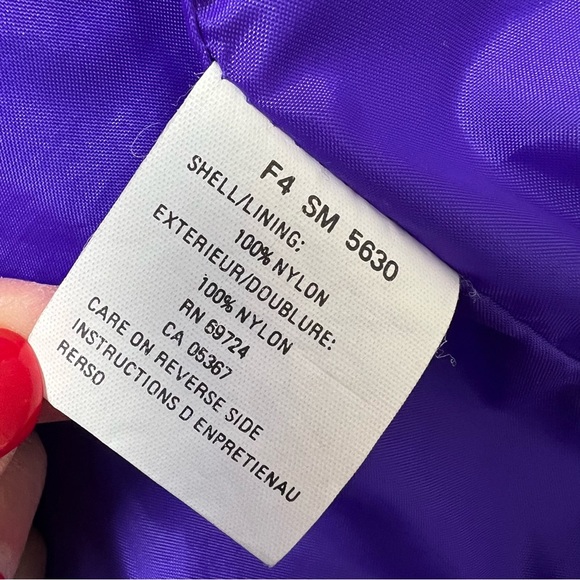 F4 SM 5630
SHELL/LINING:
100% NYLON
EXTERIEUR/DOUBLURE:
100% NYLON
RN 69724
CA 05367
CARE ON REVERSE SIDE
INSTRUCTIONS D ENPRETIENAU
RERSO